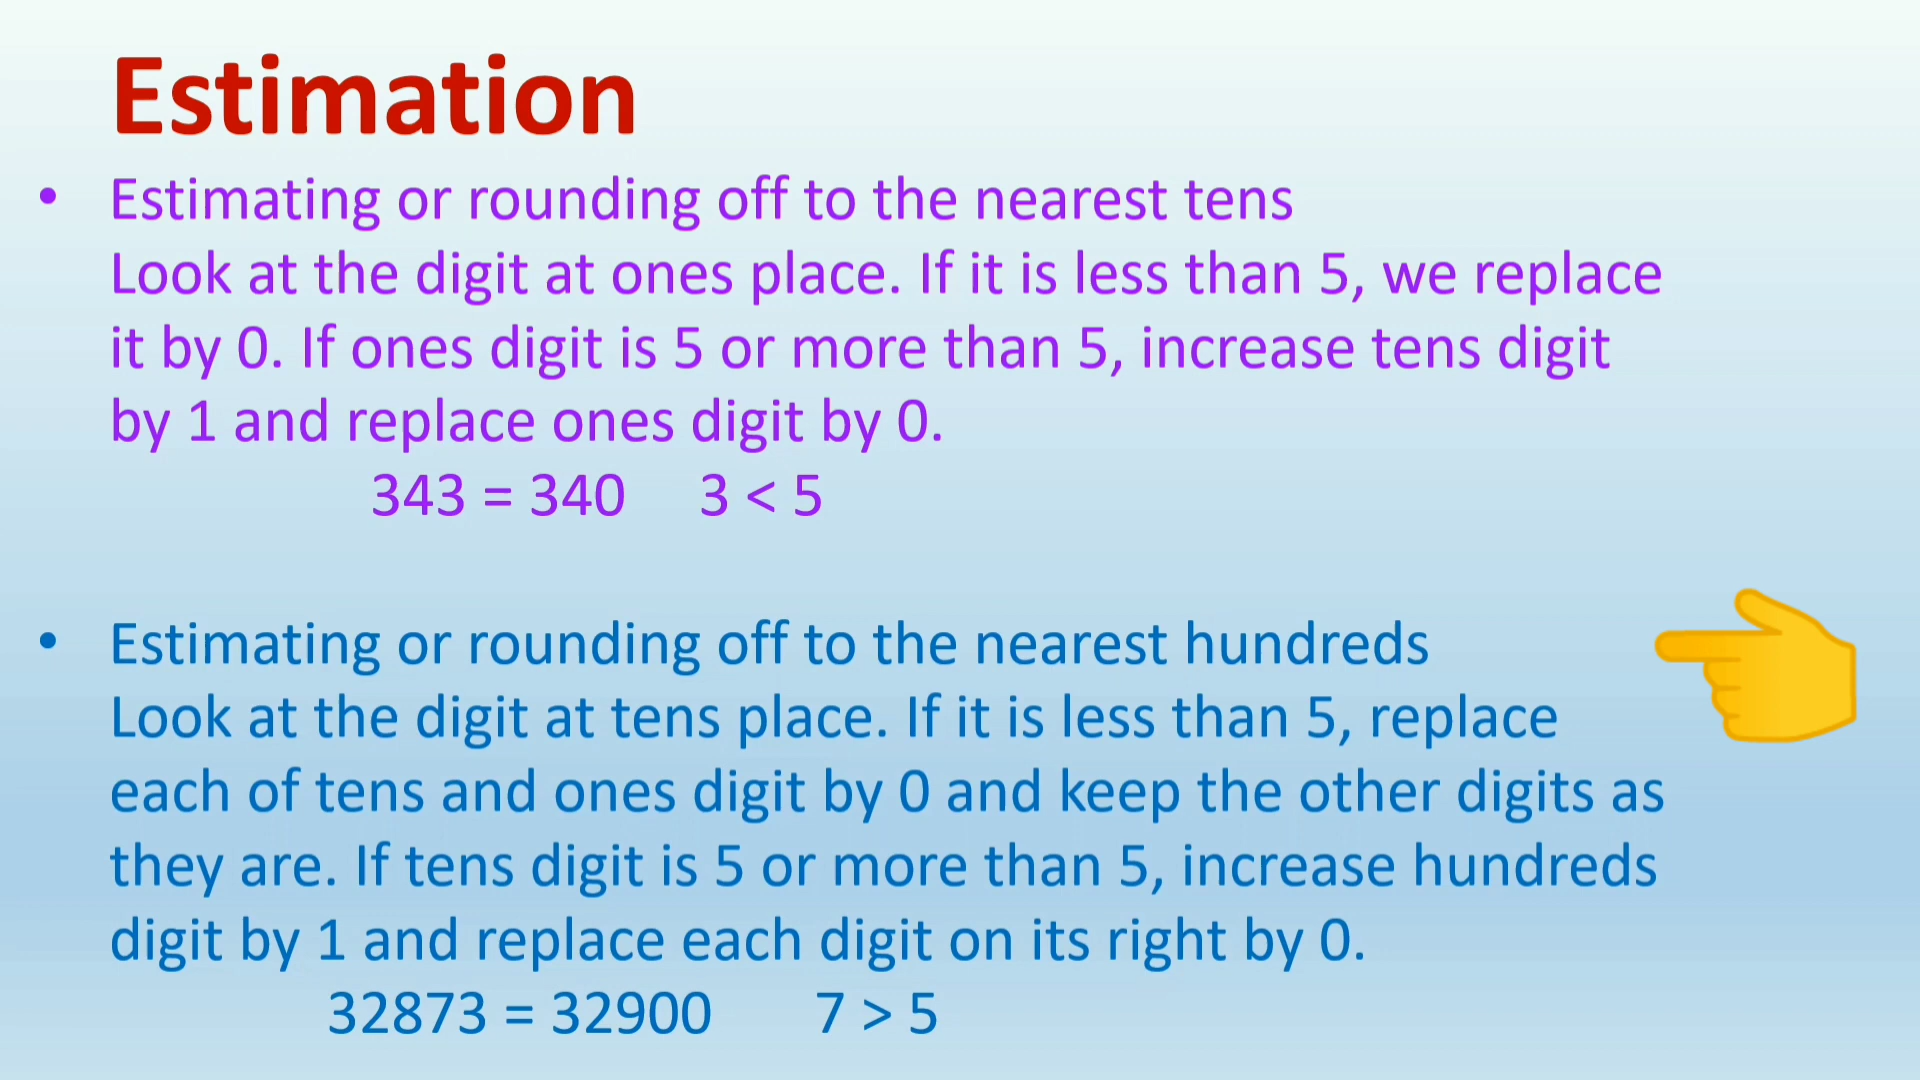 Estimation
• Estimating or rounding off to the nearest tens
Look at the digit at ones place. If it is less than 5, we replace
it by 0. If ones digit is 5 or more than 5, increase tens digit
by 1 and replace ones digit by 0.
343 = 340 3 < 5
• Estimating or rounding off to the nearest hundreds
Look at the digit at tens place. If it is less than 5, replace
each of tens and ones digit by 0 and keep the other digits as
they are. If tens digit is 5 or more than 5, increase hundreds
digit by 1 and replace each digit on its right by 0.
32873 = 32900 7 > 5